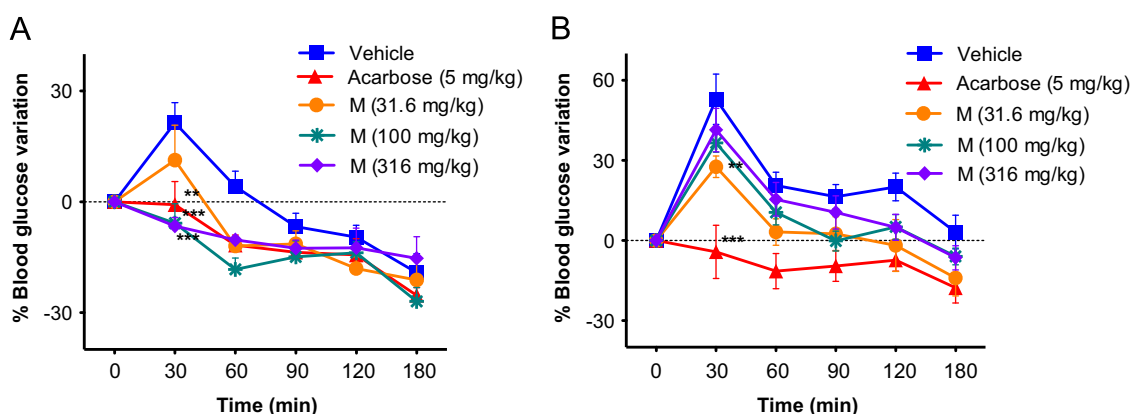 A
Vehicle
Acarbose (5 mg/kg)
M (31.6 mg/kg)
M (100 mg/kg)
M (316 mg/kg)
% Blood glucose variation
30
0
-30
**
***
***
0 30 60 90 120 180
Time (min)
B
Vehicle
Acarbose (5 mg/kg)
M (31.6 mg/kg)
M (100 mg/kg)
M (316 mg/kg)
% Blood glucose variation
60
30
0
-30
**
***
0 30 60 90 120 180
Time (min)